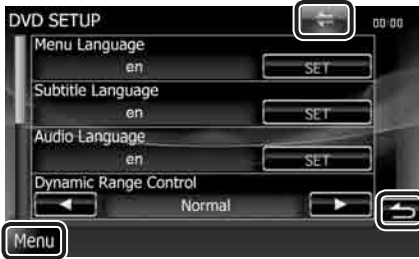 DVD SETUP 00:00
Menu Language
en SET
Subtitle Language
en SET
Audio Language
en SET
Dynamic Range Control
Normal
Menu